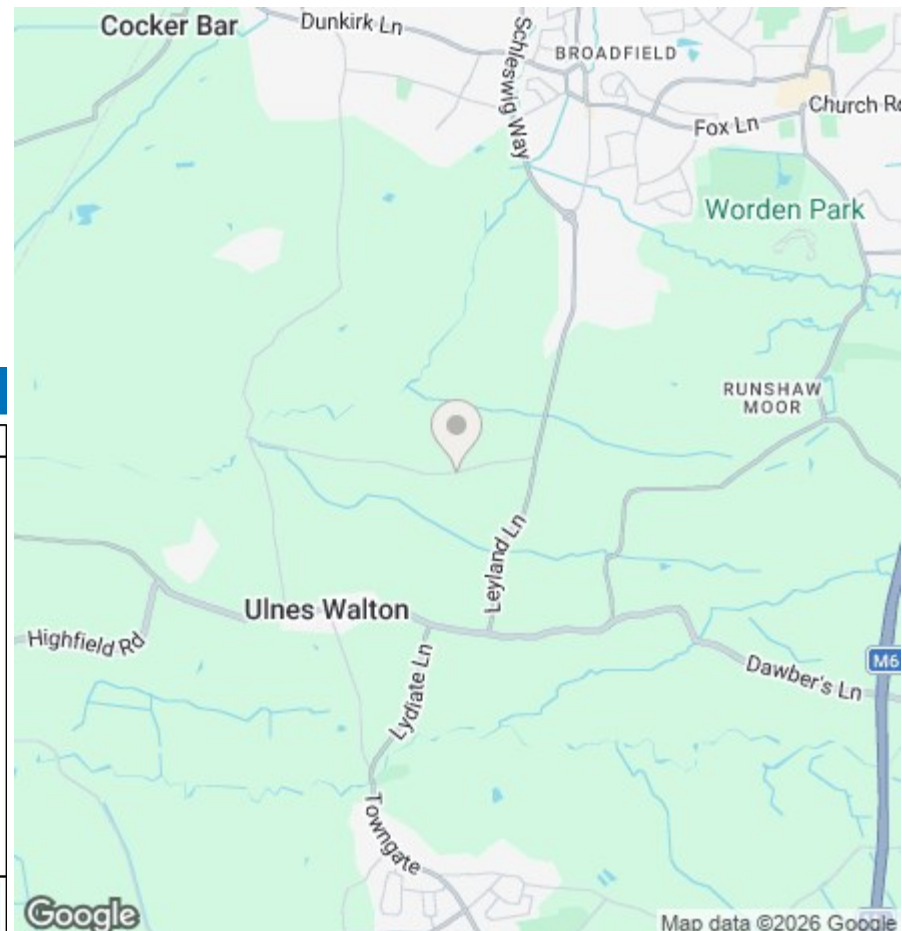 Cocker Bar
Dunkirk Ln
Schleswig Way
BROADFIELD
Fox Ln
Church Rd
Worden Park
RUNSHAW
MOOR
Leyland Ln
Ulnes Walton
Highfield Rd
Lydiate Ln
Dawber's Ln
M6
Towngate
Google
Map data ©2026 Google